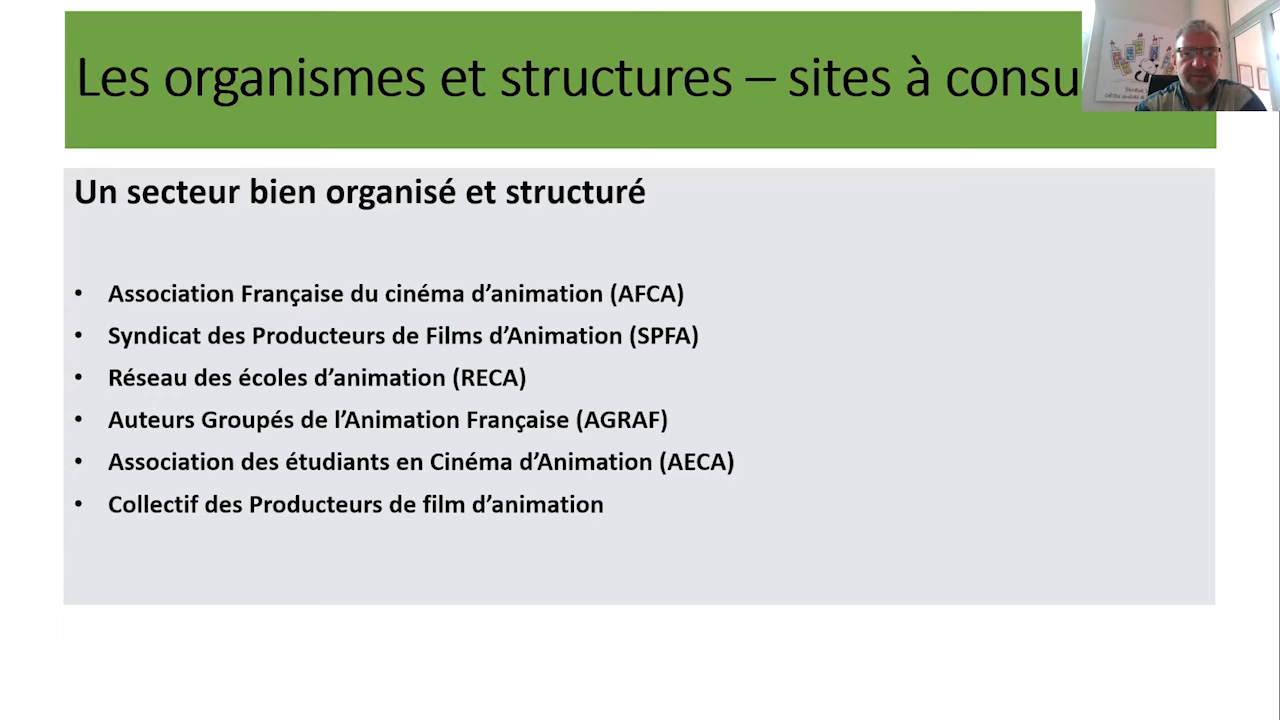 Les organismes et structures – sites à consu
Un secteur bien organisé et structuré
• Association Française du cinéma d’animation (AFCA)
• Syndicat des Producteurs de Films d’Animation (SPFA)
• Réseau des écoles d’animation (RECA)
• Auteurs Groupés de l’Animation Française (AGRAF)
• Association des étudiants en Cinéma d’Animation (AECA)
• Collectif des Producteurs de film d’animation